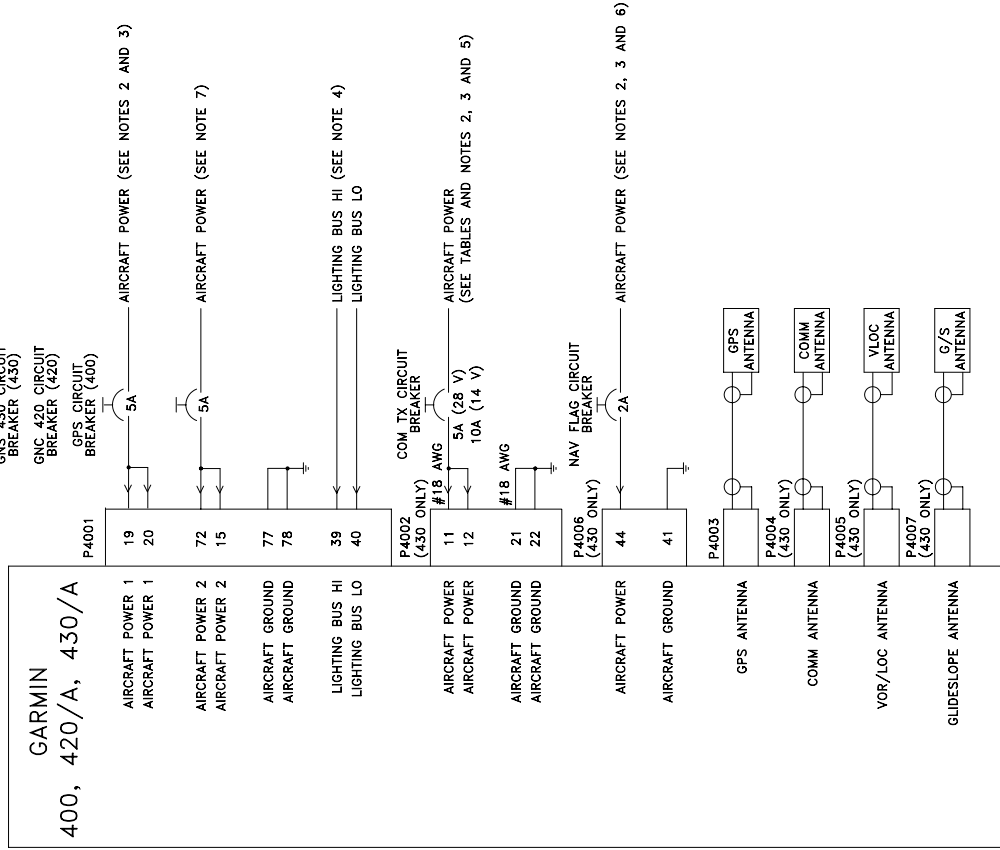 GARMIN
400, 420/A, 430/A
GNS 430 CIRCUIT
BREAKER (430)
GNC 420 CIRCUIT
BREAKER (420)
GPS CIRCUIT
BREAKER (400)
P4001
AIRCRAFT POWER 1 19 5A AIRCRAFT POWER (SEE NOTES 2 AND 3)
AIRCRAFT POWER 1 20
AIRCRAFT POWER 2 72 5A AIRCRAFT POWER (SEE NOTE 7)
AIRCRAFT POWER 2 15
AIRCRAFT GROUND 77
AIRCRAFT GROUND 78
LIGHTING BUS HI 39 LIGHTING BUS HI (SEE NOTE 4)
LIGHTING BUS LO 40 LIGHTING BUS LO
P4002
(430 ONLY)
COM TX CIRCUIT
BREAKER
#18 AWG
AIRCRAFT POWER 11 5A (28 V) AIRCRAFT POWER
AIRCRAFT POWER 12 10A (14 V) (SEE TABLES AND NOTES 2, 3 AND 5)
#18 AWG
AIRCRAFT GROUND 21
AIRCRAFT GROUND 22
P4006
(430 ONLY)
NAV FLAG CIRCUIT
BREAKER
AIRCRAFT POWER 44 2A AIRCRAFT POWER (SEE NOTES 2, 3 AND 6)
AIRCRAFT GROUND 41
P4003
GPS ANTENNA GPS
ANTENNA
P4004
(430 ONLY)
COMM ANTENNA COMM
ANTENNA
P4005
(430 ONLY)
VOR/LOC ANTENNA VLOC
ANTENNA
P4007
(430 ONLY)
GLIDESLOPE ANTENNA G/S
ANTENNA